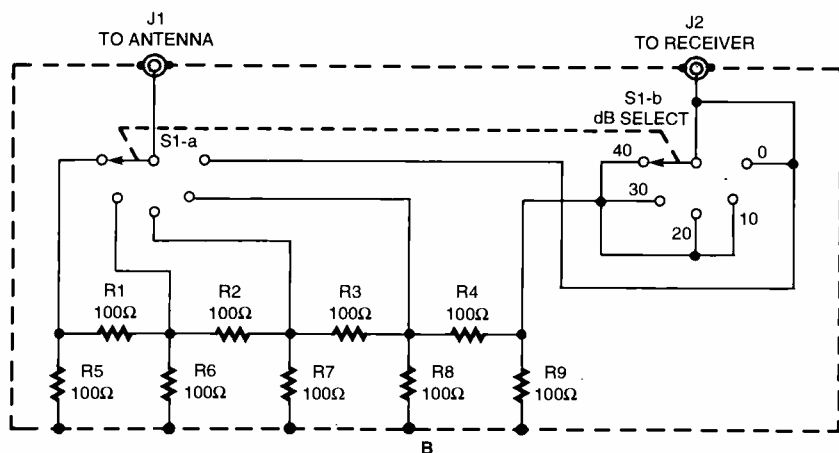 J1
TO ANTENNA
J2
TO RECEIVER
S1-a
S1-b
dB SELECT
40
30
20
10
0
R1
100Ω
R2
100Ω
R3
100Ω
R4
100Ω
R5
100Ω
R6
100Ω
R7
100Ω
R8
100Ω
R9
100Ω
B